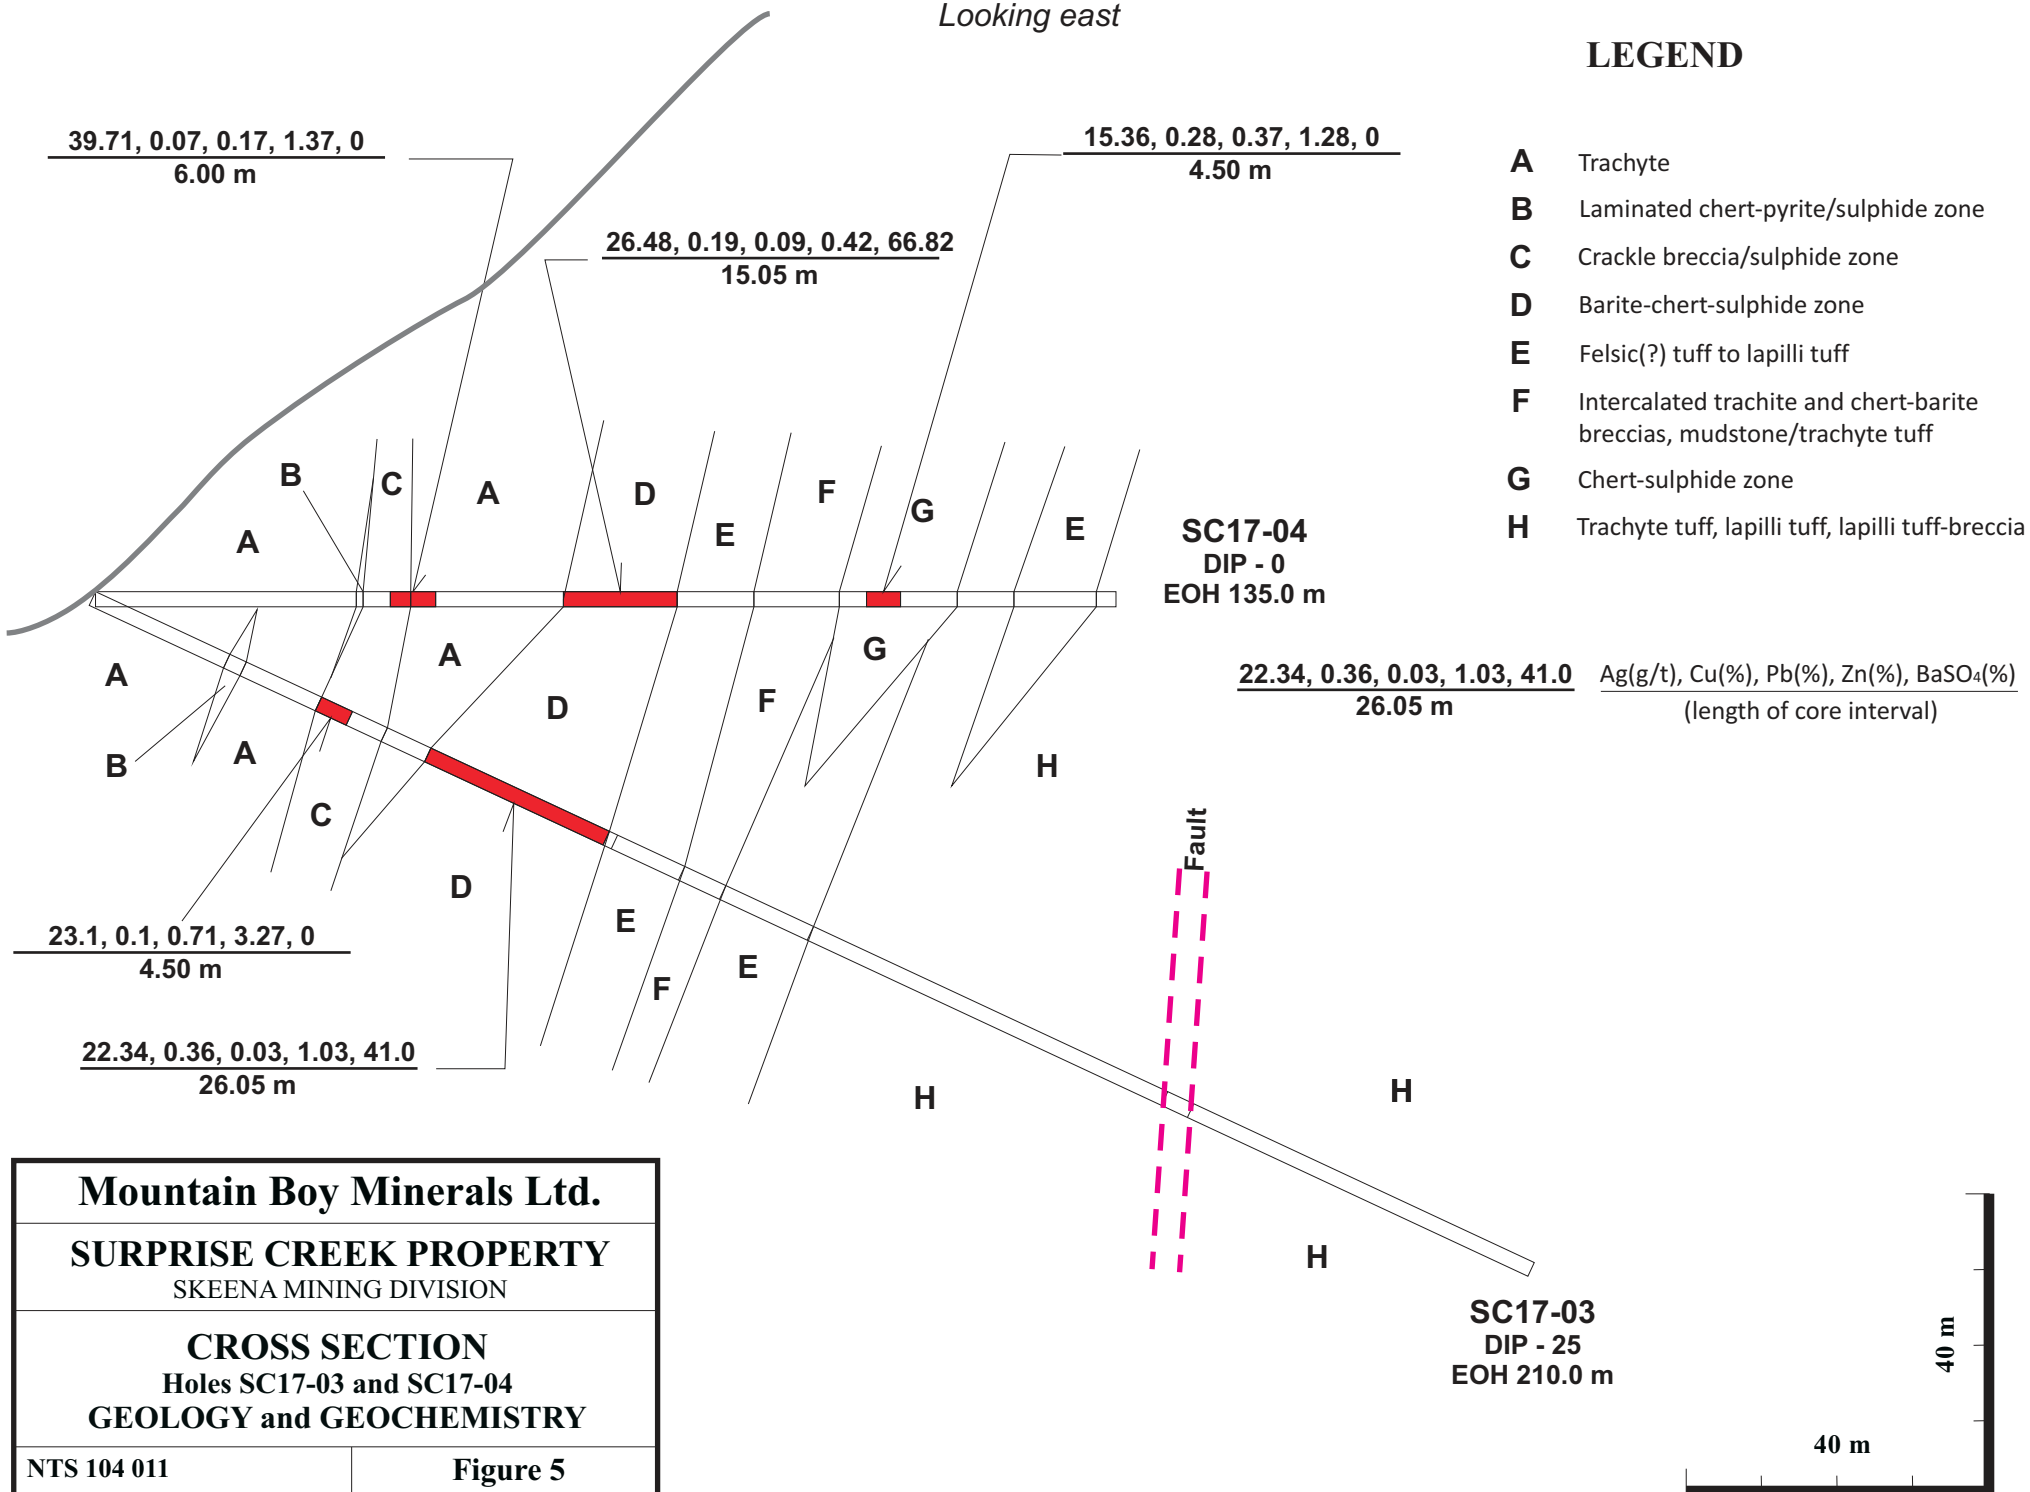 Looking east
LEGEND
39.71, 0.07, 0.17, 1.37, 0
6.00 m
15.36, 0.28, 0.37, 1.28, 0
4.50 m
26.48, 0.19, 0.09, 0.42, 66.82
15.05 m
A Trachyte
B Laminated chert-pyrite/sulphide zone
C Crackle breccia/sulphide zone
D Barite-chert-sulphide zone
E Felsic(?) tuff to lapilli tuff
F Intercalated trachite and chert-barite
breccias, mudstone/trachyte tuff
G Chert-sulphide zone
H Trachyte tuff, lapilli tuff, lapilli tuff-breccia
B
C
A
D
F
G
A
E
E
SC17-04
DIP - 0
EOH 135.0 m
A
A
G
B
A
D
F
H
C
22.34, 0.36, 0.03, 1.03, 41.0
26.05 m
Ag(g/t), Cu(%), Pb(%), Zn(%), BaSO₄(%)
(length of core interval)
Fault
D
E
F
E
H
H
H
23.1, 0.1, 0.71, 3.27, 0
4.50 m
22.34, 0.36, 0.03, 1.03, 41.0
26.05 m
SC17-03
DIP - 25
EOH 210.0 m
Mountain Boy Minerals Ltd.
SURPRISE CREEK PROPERTY
SKEENA MINING DIVISION
CROSS SECTION
Holes SC17-03 and SC17-04
GEOLOGY and GEOCHEMISTRY
NTS 104 011
Figure 5
40 m
40 m